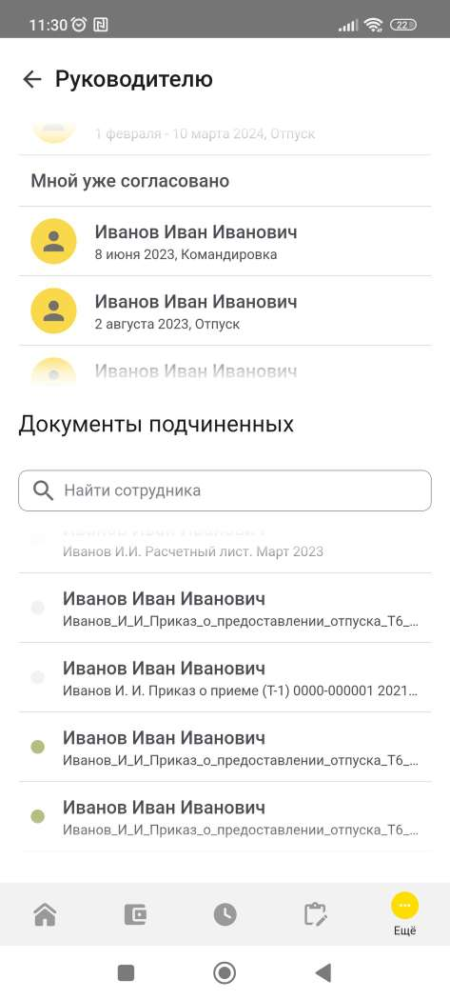 11:30
22
Руководителю
1 февраля - 10 марта 2024, Отпуск
Мной уже согласовано
Иванов Иван Иванович
8 июня 2023, Командировка
Иванов Иван Иванович
2 августа 2023, Отпуск
Иванов Иван Иванович
Документы подчиненных
Найти сотрудника
Иванов Иван Иванович
Иванов И.И. Расчетный лист. Март 2023
Иванов Иван Иванович
Иванов_И_И_Приказ_о_предоставлении_отпуска_Т6_...
Иванов Иван Иванович
Иванов И. И. Приказ о приеме (Т-1) 0000-000001 2021...
Иванов Иван Иванович
Иванов_И_И_Приказ_о_предоставлении_отпуска_Т6_...
Иванов Иван Иванович
Иванов_И_И_Приказ_о_предоставлении_отпуска_Т6_...
Ещё